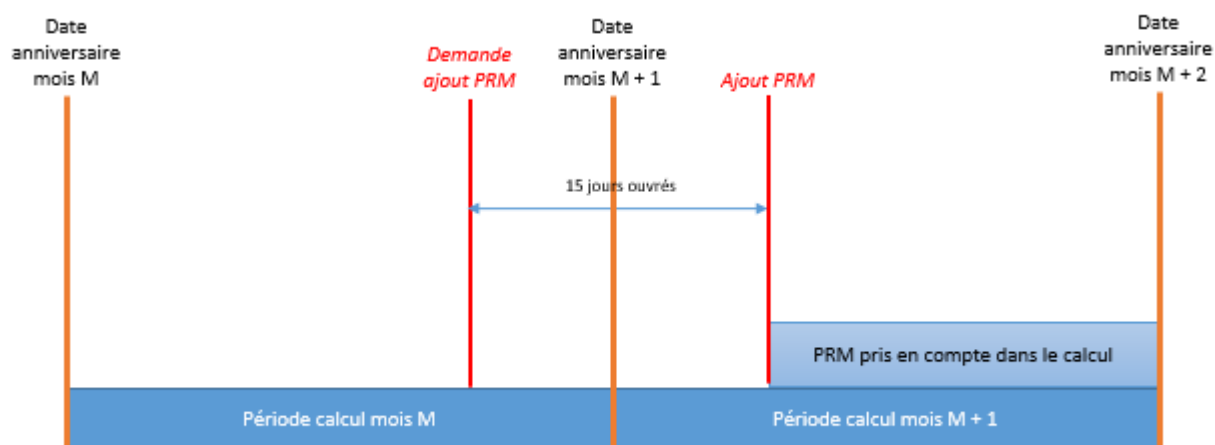 Date
anniversaire
mois M
Demande
ajout PRM
Date
anniversaire
mois M + 1
Ajout PRM
Date
anniversaire
mois M + 2
15 jours ouvrés
PRM pris en compte dans le calcul
Période calcul mois M
Période calcul mois M + 1